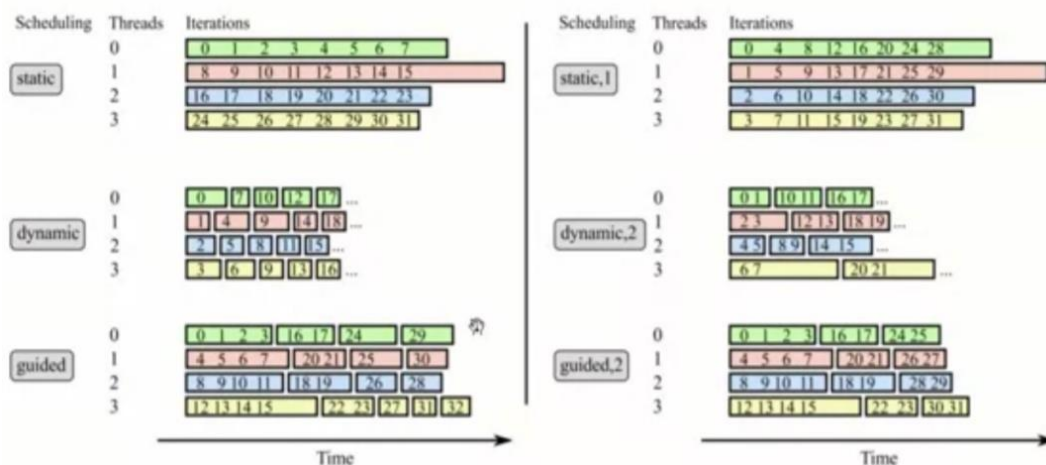 Scheduling Threads Iterations
static
0 0 1 2 3 4 5 6 7
1 8 9 10 11 12 13 14 15
2 16 17 18 19 20 21 22 23
3 24 25 26 27 28 29 30 31
dynamic
0 0 7 10 12 17 ...
1 1 4 9 14 18 ...
2 2 5 8 11 15 ...
3 3 6 9 13 16 ...
guided
0 0 1 2 3 16 17 24 29
1 4 5 6 7 20 21 25 30
2 8 9 10 11 18 19 26 28
3 12 13 14 15 22 23 27 31 32
Time
Scheduling Threads Iterations
static,1
0 0 4 8 12 16 20 24 28
1 1 5 9 13 17 21 25 29
2 2 6 10 14 18 22 26 30
3 3 7 11 15 19 23 27 31
dynamic,2
0 0 1 10 11 16 17 ...
1 2 3 12 13 18 19 ...
2 4 5 8 9 14 15 ...
3 6 7 20 21 ...
guided,2
0 0 1 2 3 16 17 24 25
1 4 5 6 7 20 21 26 27
2 8 9 10 11 18 19 28 29
3 12 13 14 15 22 23 30 31
Time